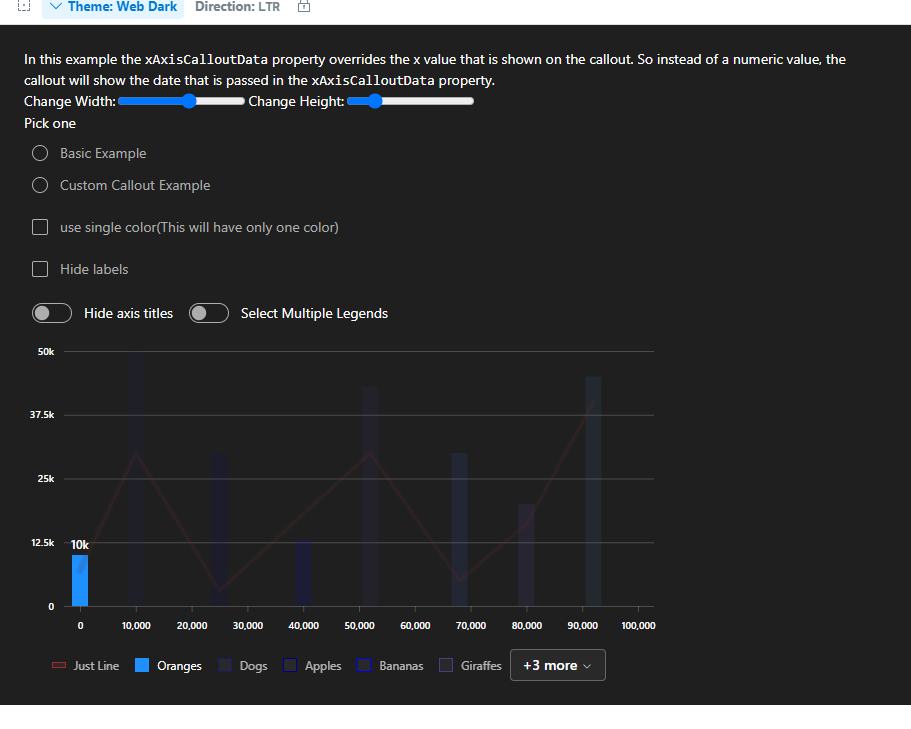 Theme: Web Dark Direction: LTR
In this example the xAxisCalloutData property overrides the x value that is shown on the callout. So instead of a numeric value, the
callout will show the date that is passed in the xAxisCalloutData property.
Change Width: Change Height:
Pick one
Basic Example
Custom Callout Example
use single color(This will have only one color)
Hide labels
Hide axis titles Select Multiple Legends
50k
37.5k
25k
12.5k 10k
0
0 10,000 20,000 30,000 40,000 50,000 60,000 70,000 80,000 90,000 100,000
Just Line Oranges Dogs Apples Bananas Giraffes +3 more